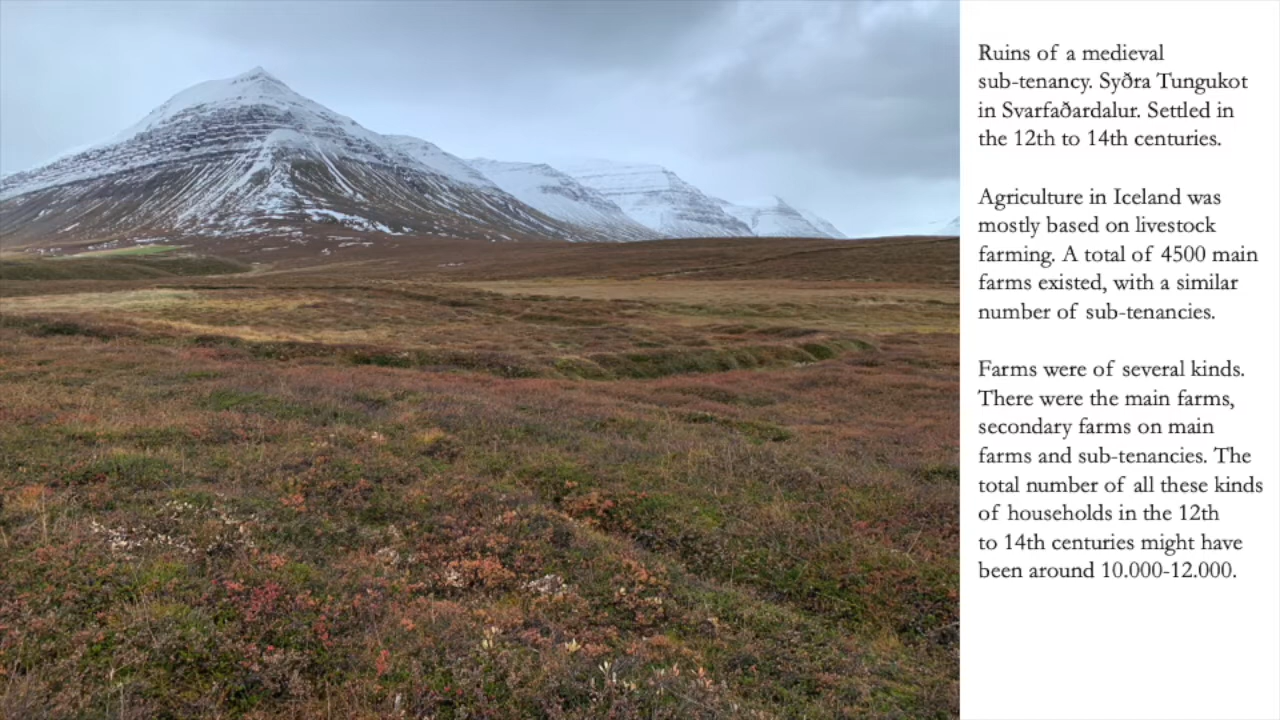 Ruins of a medieval
sub-tenancy. Syðra Tungukot
in Svarfaðardalur. Settled in
the 12th to 14th centuries.
Agriculture in Iceland was
mostly based on livestock
farming. A total of 4500 main
farms existed, with a similar
number of sub-tenancies.
Farms were of several kinds.
There were the main farms,
secondary farms on main
farms and sub-tenancies. The
total number of all these kinds
of households in the 12th
to 14th centuries might have
been around 10.000-12.000.